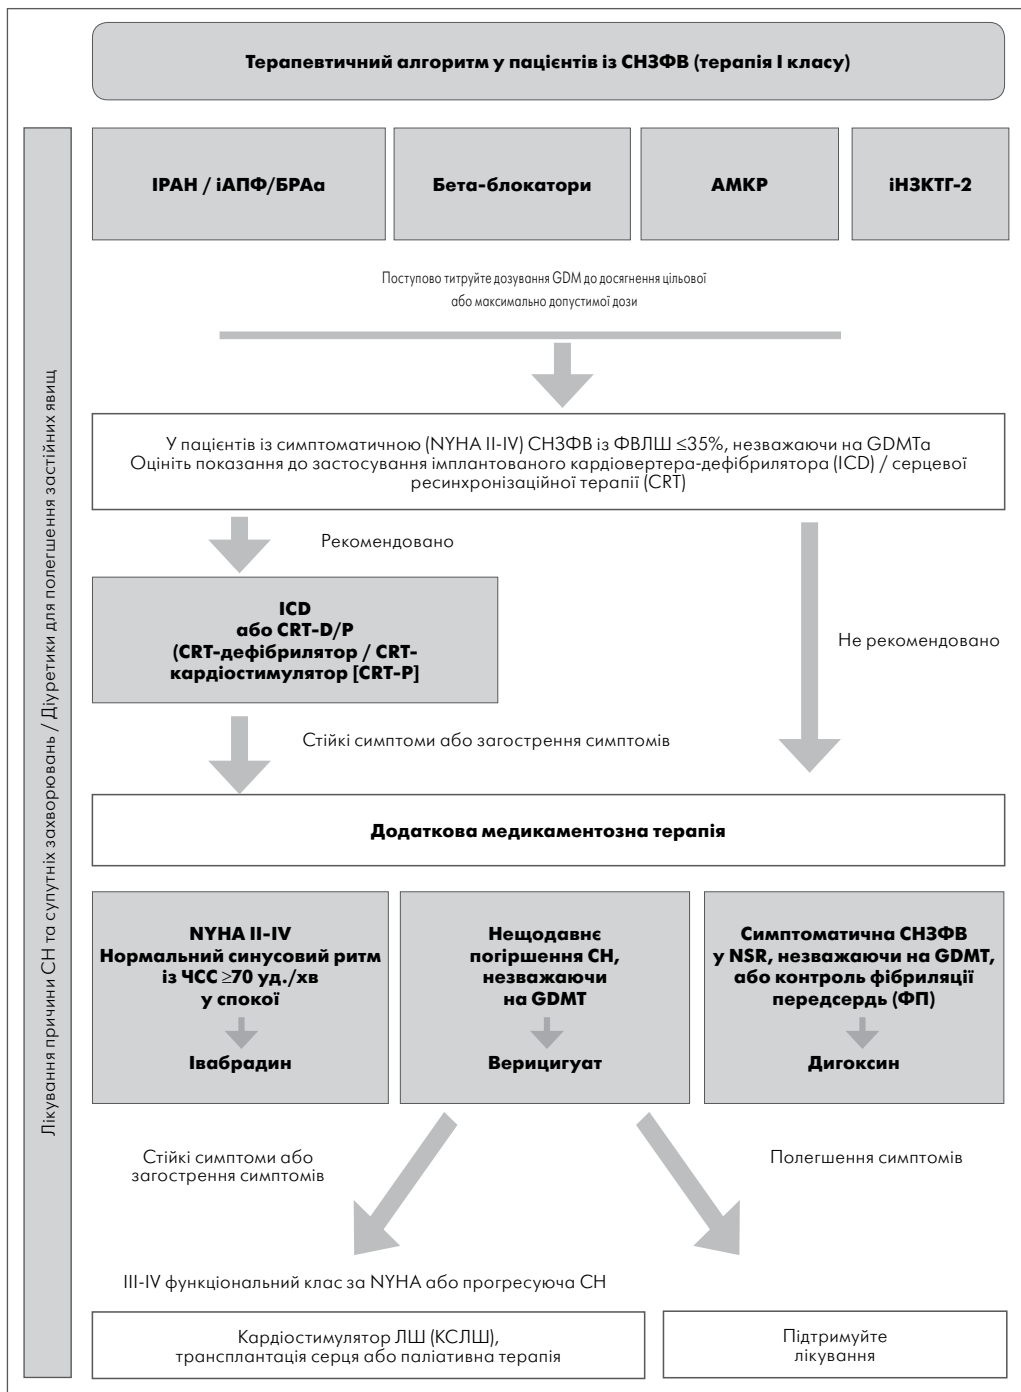 Терапевтичний алгоритм у пацієнтів із СНЗФВ (терапія І класу)
Лікування причини СН та супутніх захворювань / Діуретики для полегшення застійних явищ
ІРАН / іАПФ/БРАа
Бета-блокатори
АМКР
іНЗКТГ-2
Поступово титруйте дозування GDM до досягнення цільової
або максимально допустимої дози
У пацієнтів із симптоматичною (NYHA II-IV) СНЗФВ із ФВЛШ ≤35%, незважаючи на GDMTa
Оцініть показання до застосування імплантованого кардіовертера-дефібрилятора (ICD) / серцевої
ресинхронізаційної терапії (CRT)
Рекомендовано
Не рекомендовано
ICD
або CRT-D/P
(CRT-дефібрилятор / CRT-
кардіостимулятор [CRT-P]
Стійкі симптоми або загострення симптомів
Додаткова медикаментозна терапія
NYHA II-IV
Нормальний синусовий ритм
із ЧСС ≥70 уд./хв
у спокої
Івабрадин
Нещодавнє
погіршення СН,
незважаючи
на GDMT
Верицигуат
Симптоматична СНЗФВ
у NSR, незважаючи на GDMT,
або контроль фібриляції
передсердь (ФП)
Дигоксин
Стійкі симптоми або
загострення симптомів
Полегшення симптомів
III-IV функціональний клас за NYHA або прогресуюча СН
Кардіостимулятор ЛШ (КСЛШ),
трансплантація серця або паліативна терапія
Підтримуйте
лікування